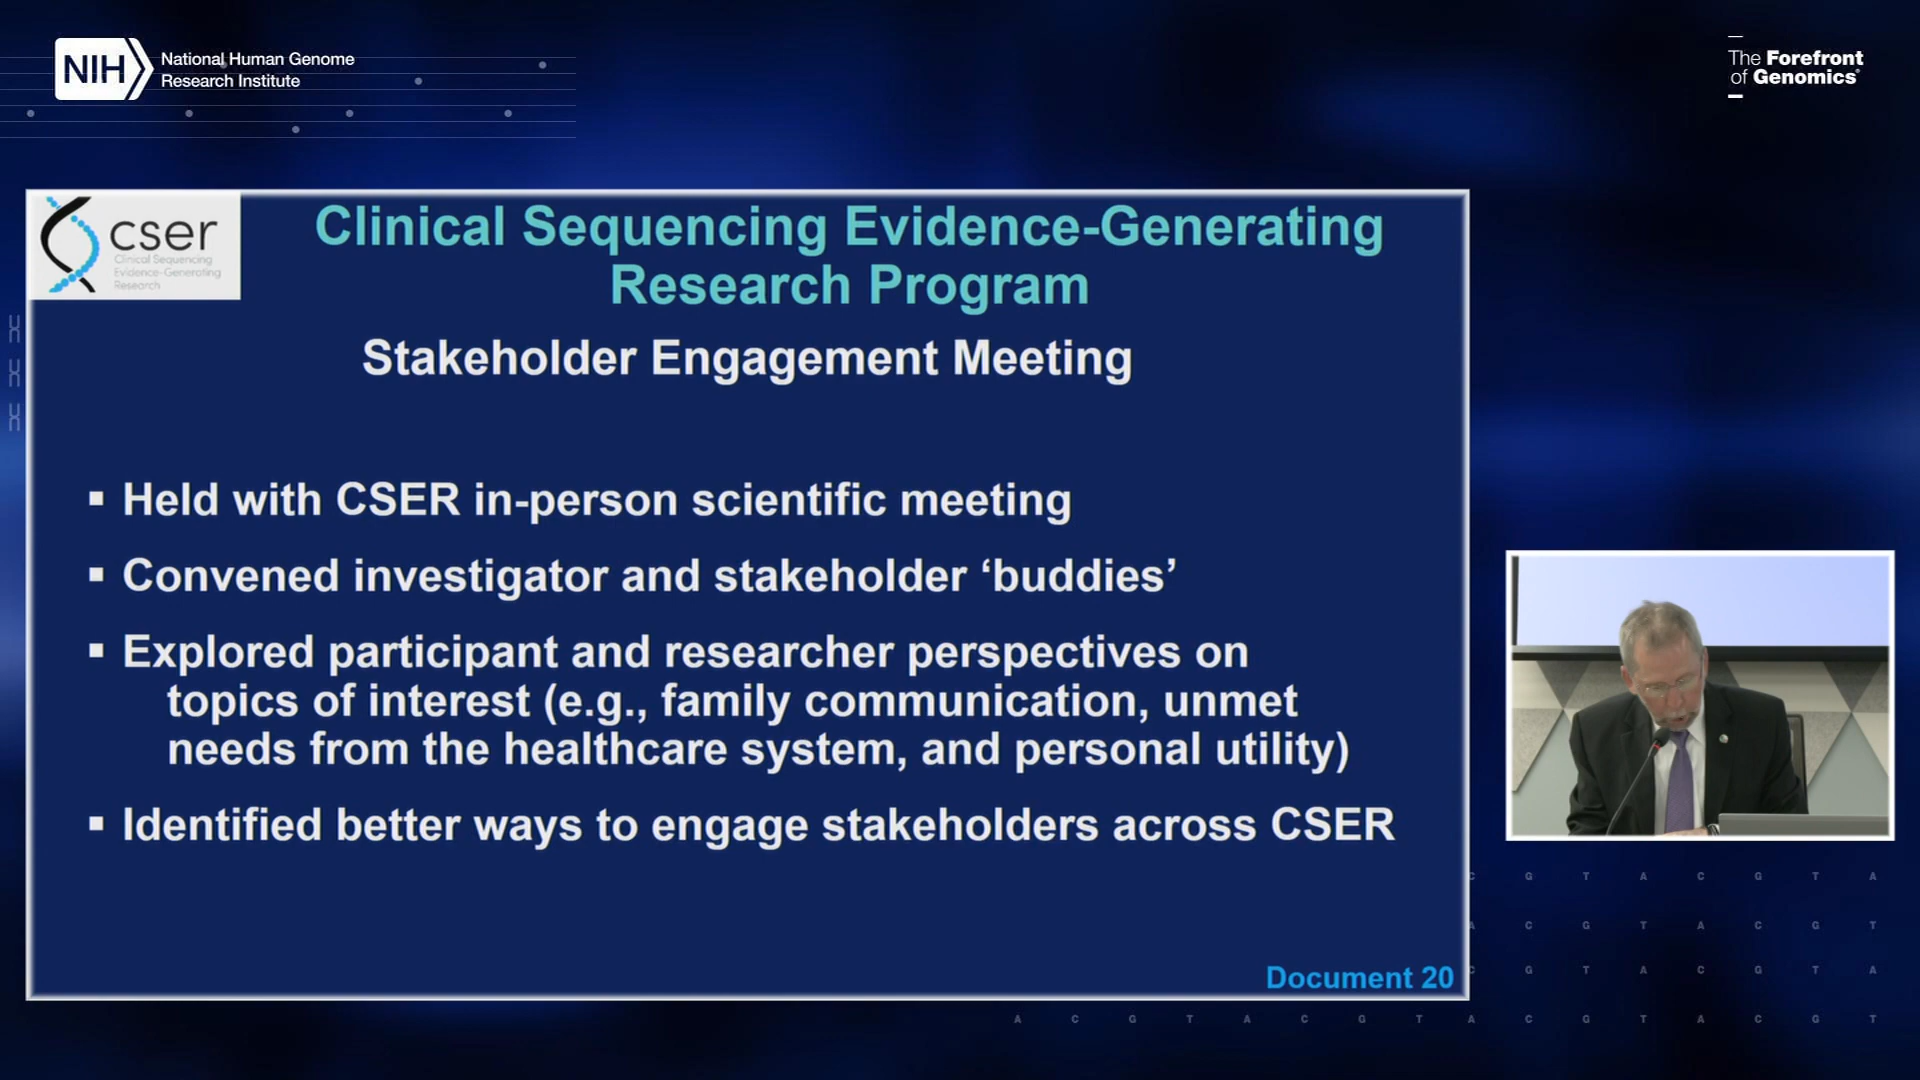 NIH
National Human Genome
Research Institute
The Forefront
of Genomics®
cser
Clinical Sequencing
Evidence-Generating
Research
Clinical Sequencing Evidence-Generating
Research Program
Stakeholder Engagement Meeting
▪ Held with CSER in-person scientific meeting
▪ Convened investigator and stakeholder ‘buddies’
▪ Explored participant and researcher perspectives on
topics of interest (e.g., family communication, unmet
needs from the healthcare system, and personal utility)
▪ Identified better ways to engage stakeholders across CSER
Document 20
C G T A C G T A
A C G T A C G T
C G T A C G T A
A C G T A C G T A C G T A C G T